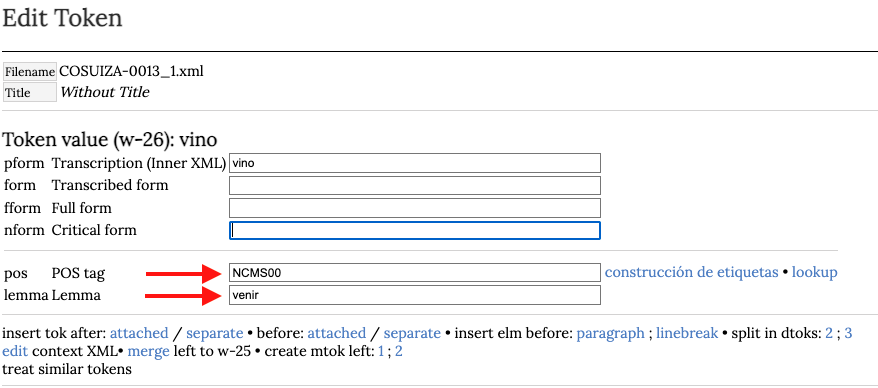 Edit Token
Filename COSUIZA-0013_1.xml
Title Without Title
Token value (w-26): vino
pform Transcription (Inner XML) vino
form Transcribed form
fform Full form
nform Critical form
pos POS tag NCMS00 construcción de etiquetas • lookup
lemma Lemma venir
insert tok after: attached / separate • before: attached / separate • insert elm before: paragraph ; linebreak • split in dtoks: 2 ; 3
edit context XML• merge left to w-25 • create mtok left: 1 ; 2
treat similar tokens